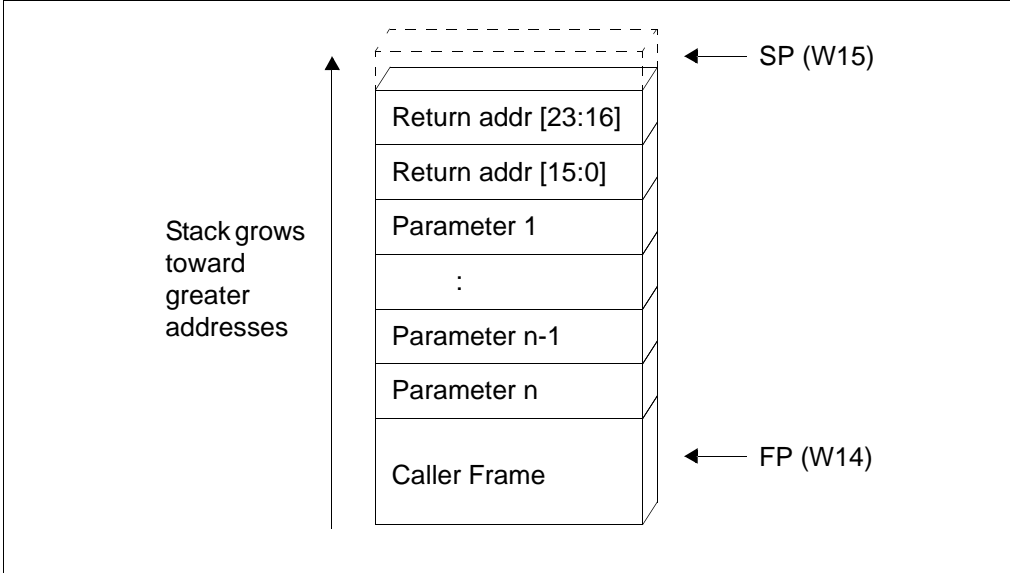 SP (W15)
Return addr [23:16]
Return addr [15:0]
Parameter 1
:
Parameter n-1
Parameter n
Caller Frame
FP (W14)
Stack grows
toward
greater
addresses